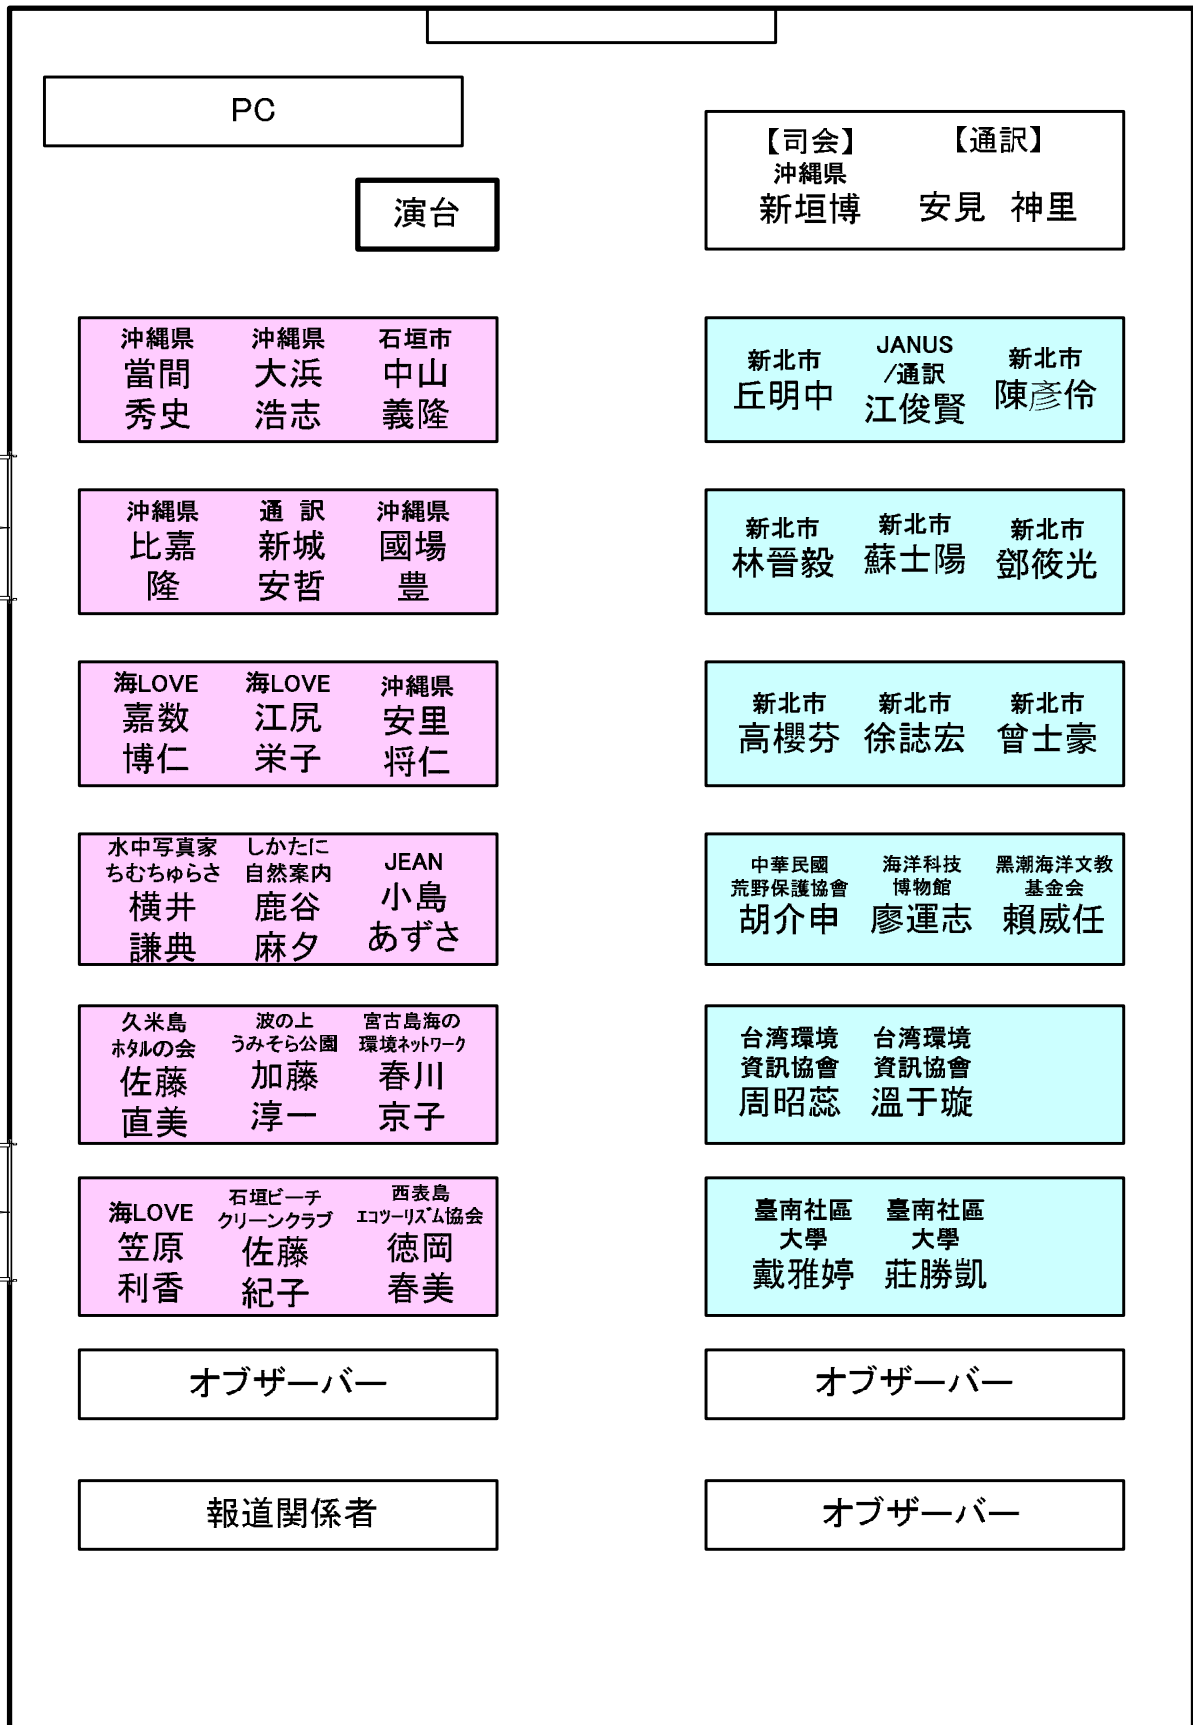 PC
【司会】 【通訳】
沖縄県
新垣博 安見 神里
演台
沖縄県 沖縄県 石垣市
當間 大浜 中山
秀史 浩志 義隆
新北市 JANUS 新北市
/通訳
丘明中 江俊賢 陳彥伶
沖縄県 通 訳 沖縄県
比嘉 新城 國場
隆 安哲 豊
新北市 新北市 新北市
林晉毅 蘇士陽 鄧筱光
海LOVE 海LOVE 沖縄県
嘉数 江尻 安里
博仁 栄子 将仁
新北市 新北市 新北市
高櫻芬 徐誌宏 曾士豪
水中写真家 しかたに JEAN
ちむちゅらさ 自然案内
横井 鹿谷 小島
謙典 麻夕 あずさ
中華民國 海洋科技 黑潮海洋文教
荒野保護協會 博物館 基金会
胡介申 廖運志 賴威任
久米島 波の上 宮古島海の
ホタルの会 うみそら公園 環境ネットワーク
佐藤 加藤 春川
直美 淳一 京子
台湾環境 台湾環境
資訊協會 資訊協會
周昭蕊 溫于璇
海LOVE 石垣ビーチ 西表島
クリーンクラブ エコツーリズム協会
笠原 佐藤 徳岡
利香 紀子 春美
臺南社區 臺南社區
大學 大學
戴雅婷 莊勝凱
オブザーバー オブザーバー
報道関係者 オブザーバー